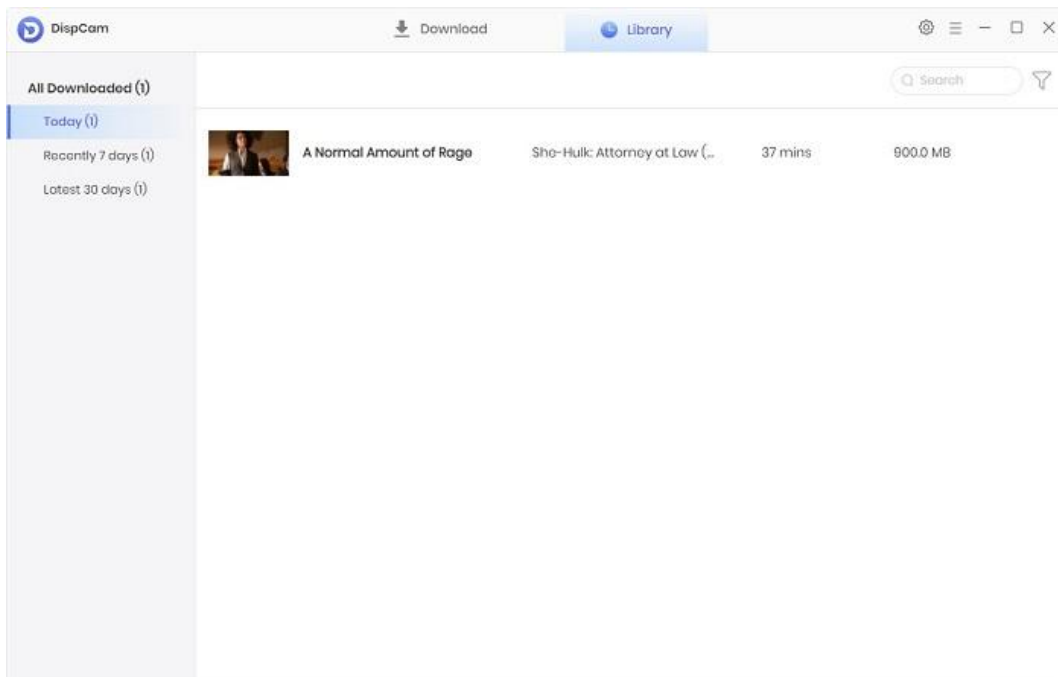 DispCam
Download
Library
All Downloaded (1)
Today (1)
Recently 7 days (1)
Latest 30 days (1)
Search
A Normal Amount of Rage She-Hulk: Attorney at Law (... 37 mins 900.0 MB